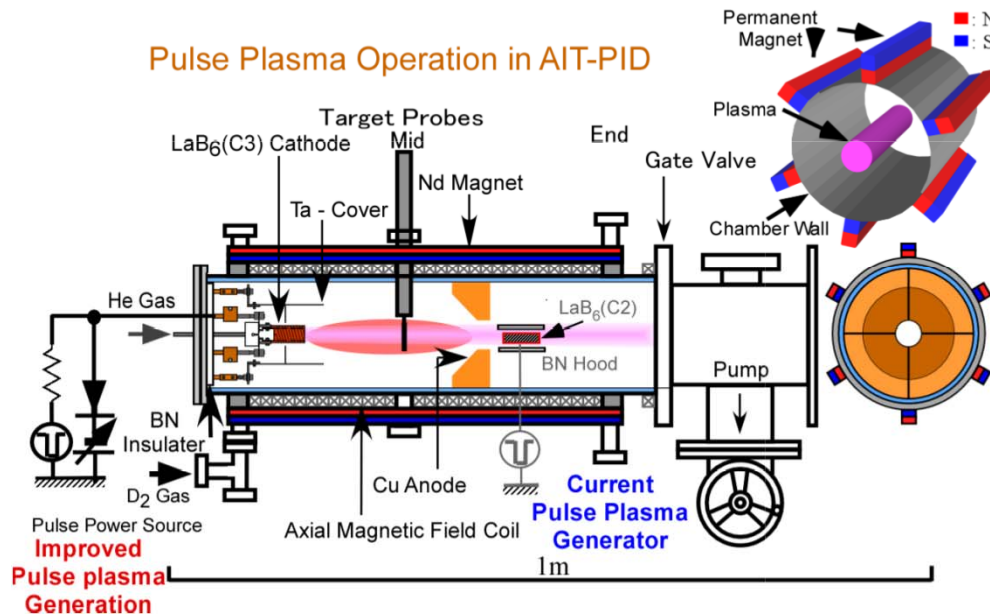 Pulse Plasma Operation in AIT-PID
Permanent
Magnet
: N
: S
Plasma
Chamber Wall
Target Probes
Mid
End
LaB6(C3) Cathode
Gate Valve
Nd Magnet
Ta - Cover
He Gas
LaB6(C2)
BN Hood
Pump
BN
Insulater
D2 Gas
Cu Anode
Axial Magnetic Field Coil
Current
Pulse Plasma
Generator
Pulse Power Source
Improved
Pulse plasma
Generation
1m